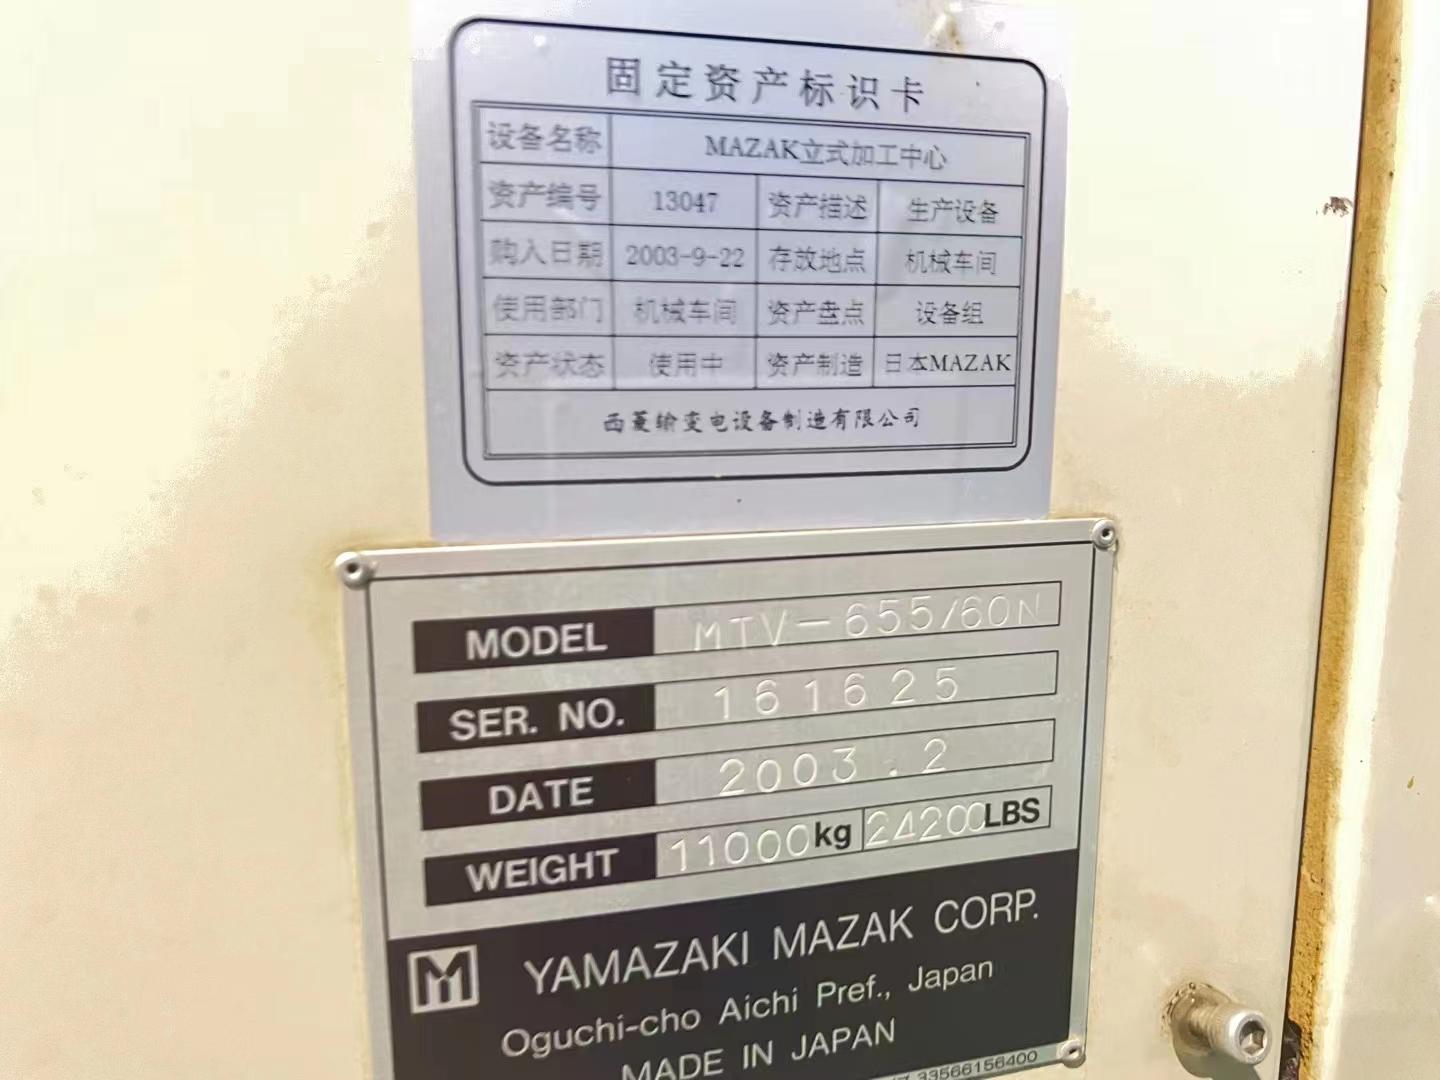 固定资产标识卡
设备名称 MAZAK立式加工中心
资产编号 13047 资产描述 生产设备
购入日期 2003-9-22 存放地点 机械车间
使用部门 机械车间 资产盘点 设备组
资产状态 使用中 资产制造 日本MAZAK
西菱输变电设备制造有限公司
MODEL MTV-655/60N
SER. NO. 161625
DATE 2003.2
WEIGHT 11000kg 24200LBS
YAMAZAKI MAZAK CORP.
Oguchi-cho Aichi Pref., Japan
MADE IN JAPAN
33566156400